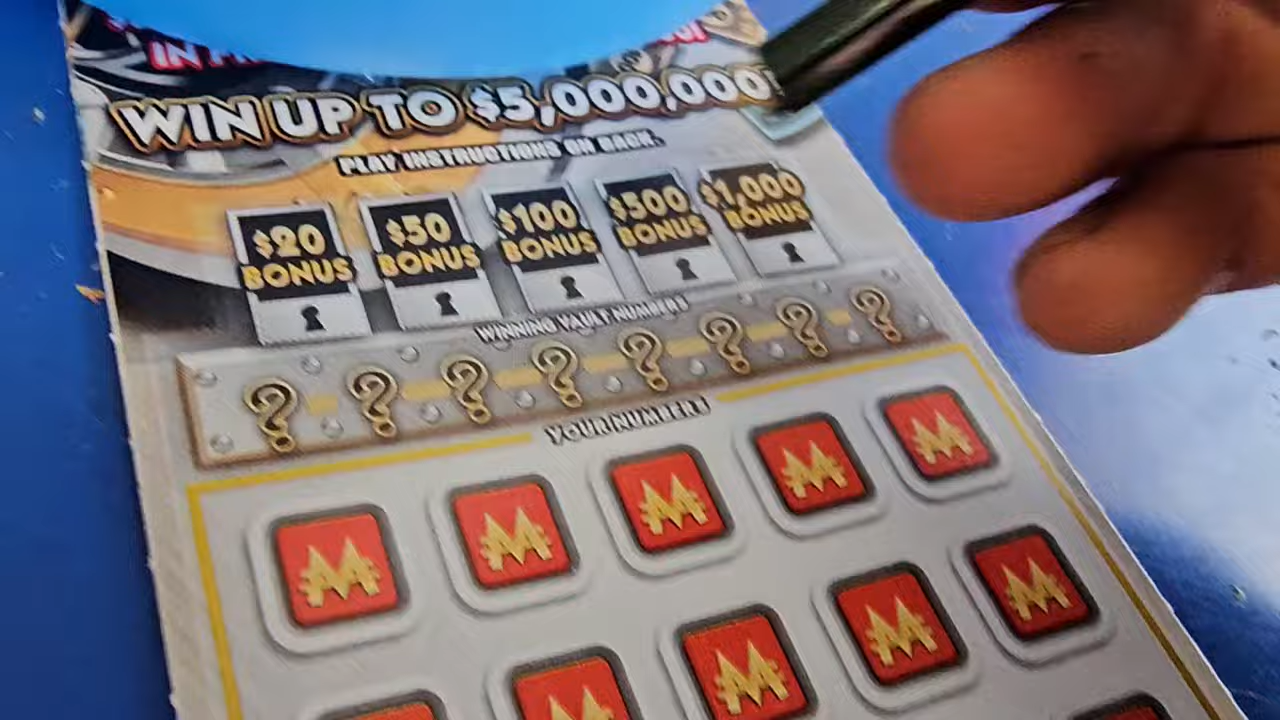 WIN UP TO $5,000,000!
PLAY INSTRUCTIONS ON BACK.
$20 BONUS
$50 BONUS
$100 BONUS
$500 BONUS
$1,000 BONUS
WINNING VAULT NUMBERS
? ? ? ? ? ? ? ?
YOUR NUMBERS